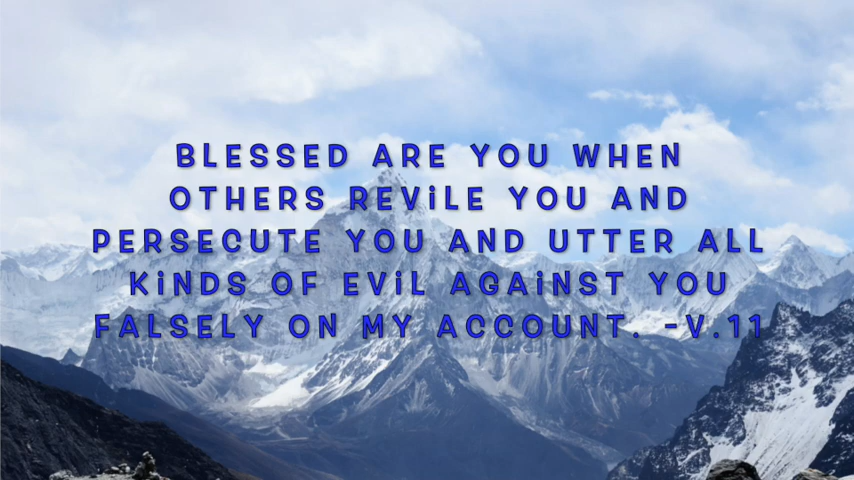 BLESSED ARE YOU WHEN
OTHERS REViLE YOU AND
PERSECUTE YOU AND UTTER ALL
KiNDS OF EViL AGAiNST YOU
FALSELY ON MY ACCOUNT. -V.11